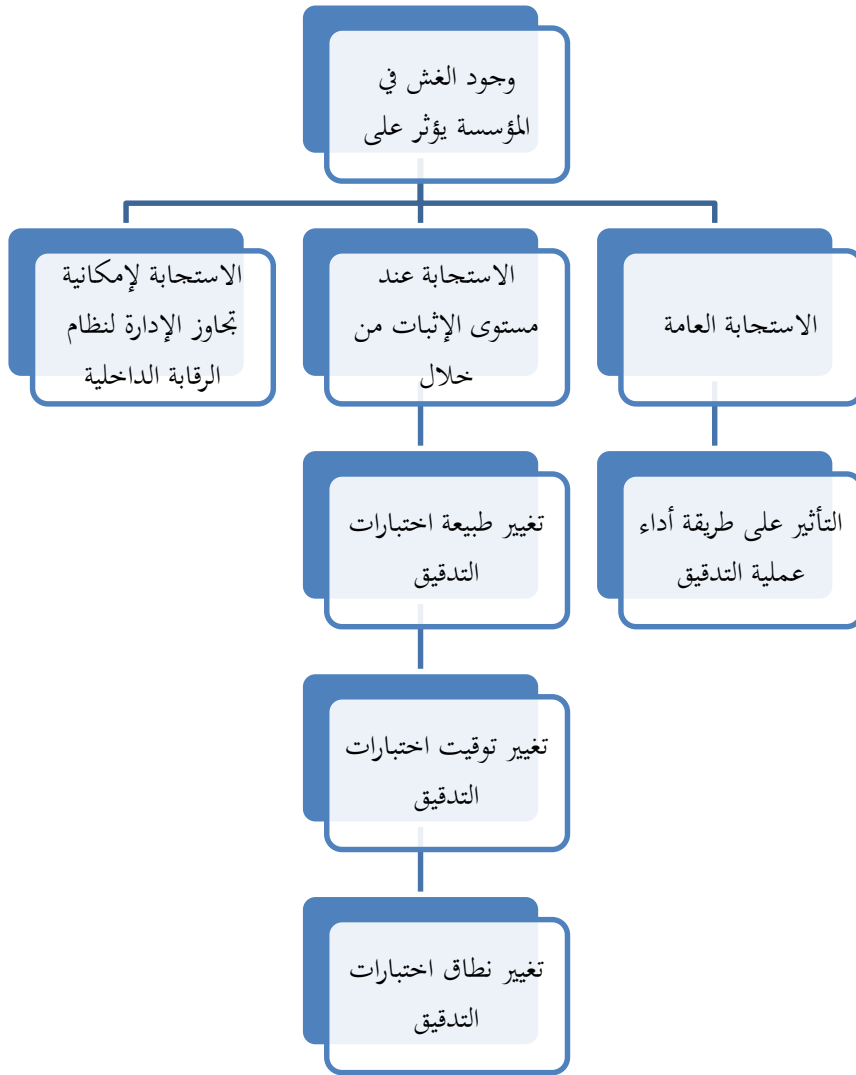 وجود الغش في
المؤسسة يؤثر على
الاستجابة العامة
التأثير على طريقة أداء
عملية التدقيق
الاستجابة عند
مستوى الإثبات من
خلال
تغيير طبيعة اختبارات
التدقيق
تغيير توقيت اختبارات
التدقيق
تغيير نطاق اختبارات
التدقيق
الاستجابة لإمكانية
تجاوز الإدارة لنظام
الرقابة الداخلية